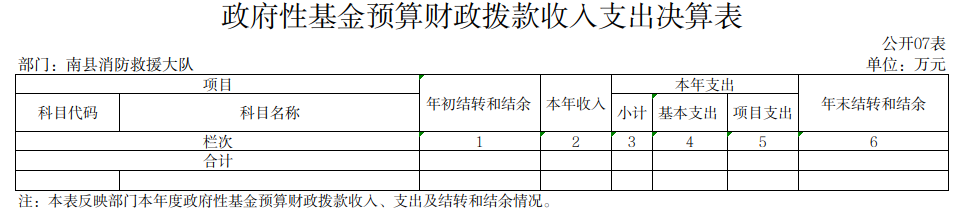 政府性基金预算财政拨款收入支出决算表
公开07表
部门：南县消防救援大队 单位：万元
项目 年初结转和结余 本年收入 本年支出 年末结转和结余
科目代码 科目名称 小计 基本支出 项目支出
栏次 1 2 3 4 5 6
合计
注：本表反映部门本年度政府性基金预算财政拨款收入、支出及结转和结余情况。